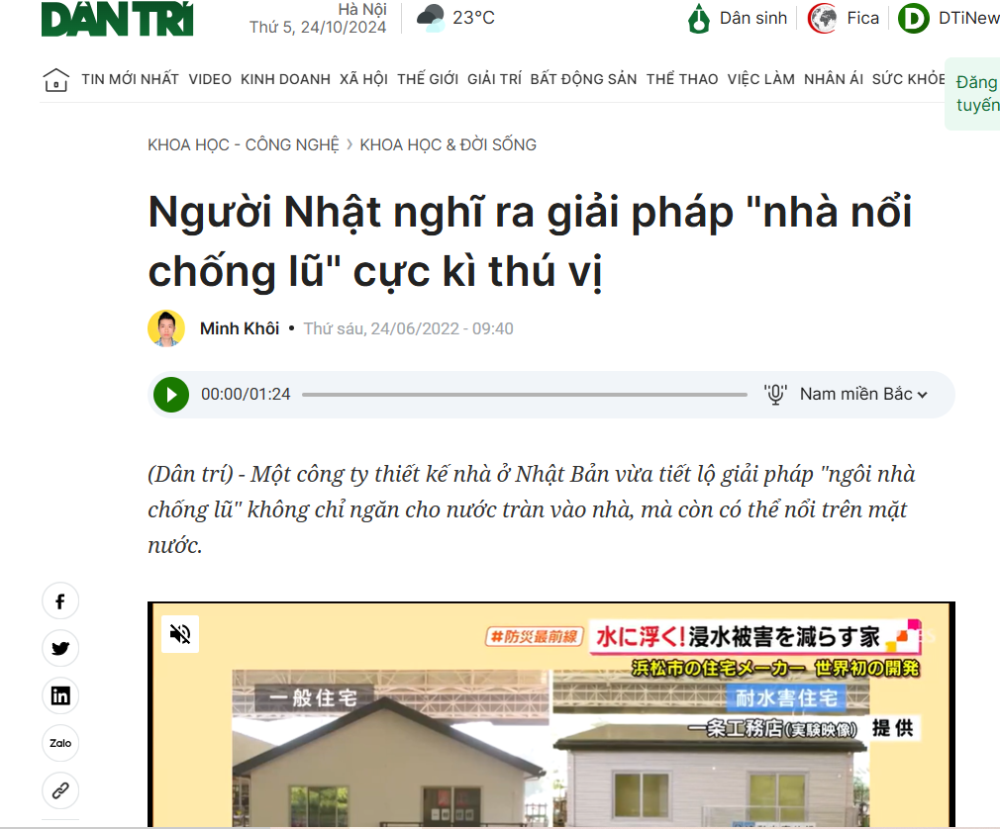 DÂN TRÍ
Hà Nội
Thứ 5, 24/10/2024
23°C
Dân sinh
Fica
D
DTiNew
TIN MỚI NHẤT VIDEO KINH DOANH XÃ HỘI THẾ GIỚI GIẢI TRÍ BẤT ĐỘNG SẢN THỂ THAO VIỆC LÀM NHÂN ÁI SỨC KHỎE
Đăng
tuyển
KHOA HỌC - CÔNG NGHỆ › KHOA HỌC & ĐỜI SỐNG
Người Nhật nghĩ ra giải pháp "nhà nổi
chống lũ" cực kì thú vị
Minh Khôi • Thứ sáu, 24/06/2022 - 09:40
00:00/01:24
Nam miền Bắc
(Dân trí) - Một công ty thiết kế nhà ở Nhật Bản vừa tiết lộ giải pháp "ngôi nhà
chống lũ" không chỉ ngăn cho nước tràn vào nhà, mà còn có thể nổi trên mặt
nước.
Zalo
#防災最前線 水に浮く!浸水被害を減らす家
浜松市の住宅メーカー 世界初の開発
一般住宅
耐水害住宅
一条工務店(実験映像) 提供